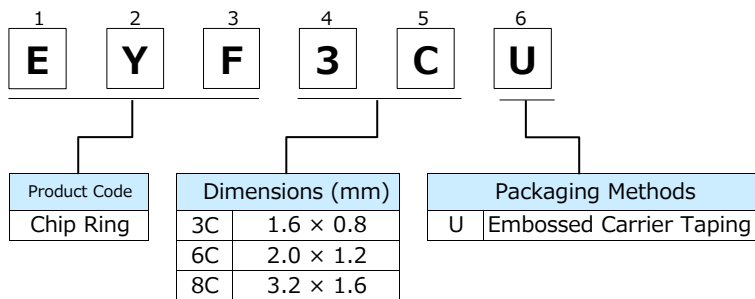 1 2 3 4 5 6
E Y F 3 C U
Product Code Dimensions (mm) Packaging Methods
Chip Ring 3C 1.6 × 0.8 U Embossed Carrier Taping
6C 2.0 × 1.2
8C 3.2 × 1.6